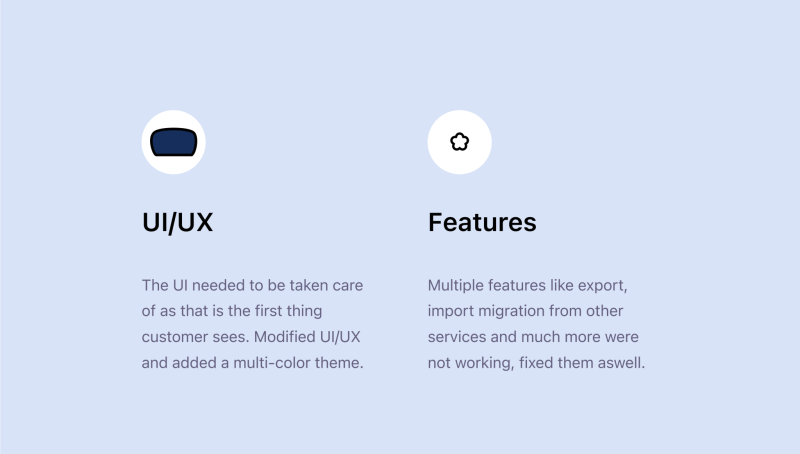 UI/UX
The UI needed to be taken care
of as that is the first thing
customer sees. Modified UI/UX
and added a multi-color theme.
Features
Multiple features like export,
import migration from other
services and much more were
not working, fixed them aswell.